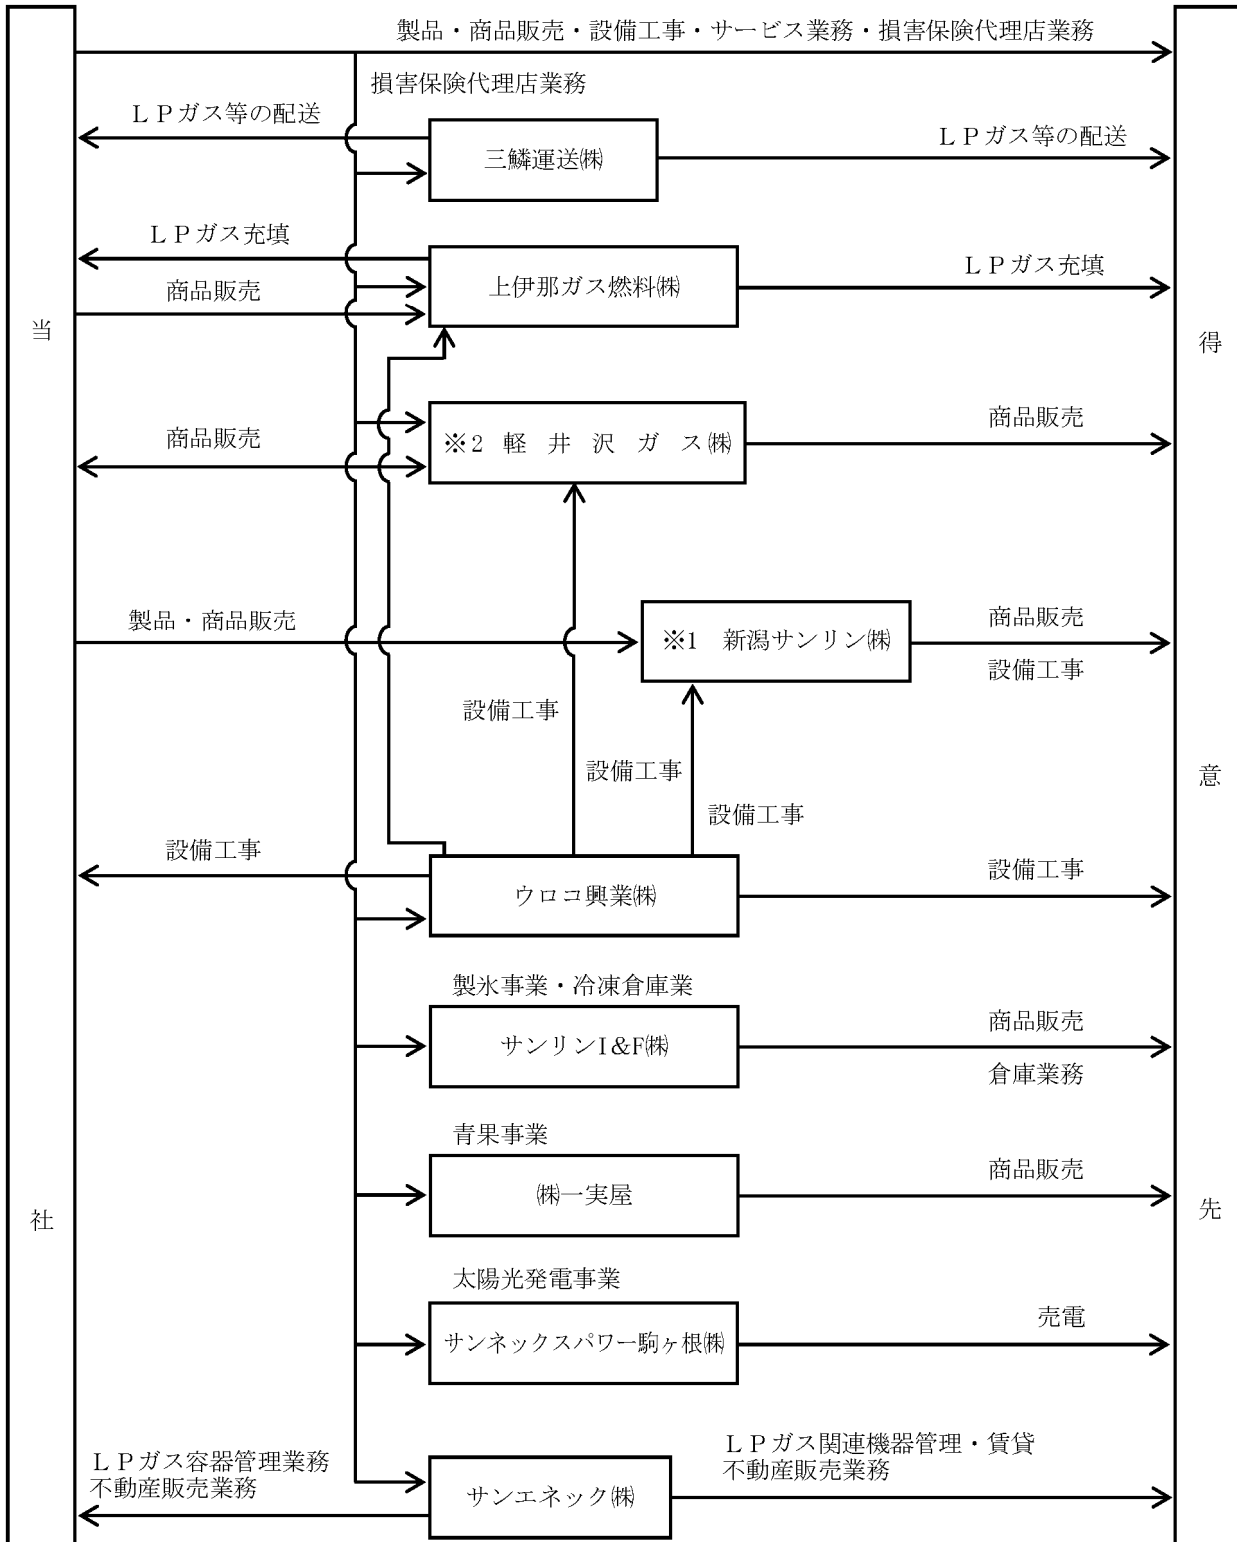 製品・商品販売・設備工事・サービス業務・損害保険代理店業務
損害保険代理店業務
ＬＰガス等の配送
三鱗運送㈱
ＬＰガス等の配送
ＬＰガス充填
上伊那ガス燃料㈱
ＬＰガス充填
商品販売
当
得
商品販売
※2 軽 井 沢 ガ ス㈱
商品販売
製品・商品販売
※1 新潟サンリン㈱
商品販売
設備工事
設備工事
設備工事
設備工事
意
設備工事
ウロコ興業㈱
設備工事
製氷事業・冷凍倉庫業
サンリンI&F㈱
商品販売
倉庫業務
青果事業
㈱一実屋
商品販売
社
先
太陽光発電事業
サンネックスパワー駒ヶ根㈱
売電
ＬＰガス容器管理業務
不動産販売業務
サンエネック㈱
ＬＰガス関連機器管理・賃貸
不動産販売業務